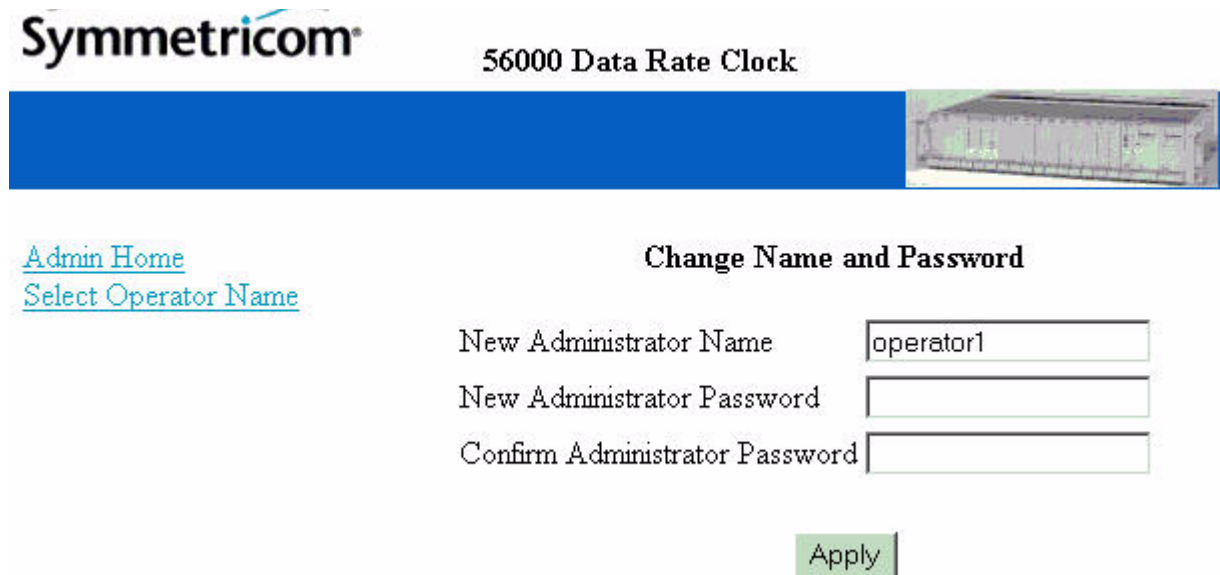 Symmetricom
56000 Data Rate Clock
Admin Home
Select Operator Name
Change Name and Password
New Administrator Name
operator1
New Administrator Password
Confirm Administrator Password
Apply